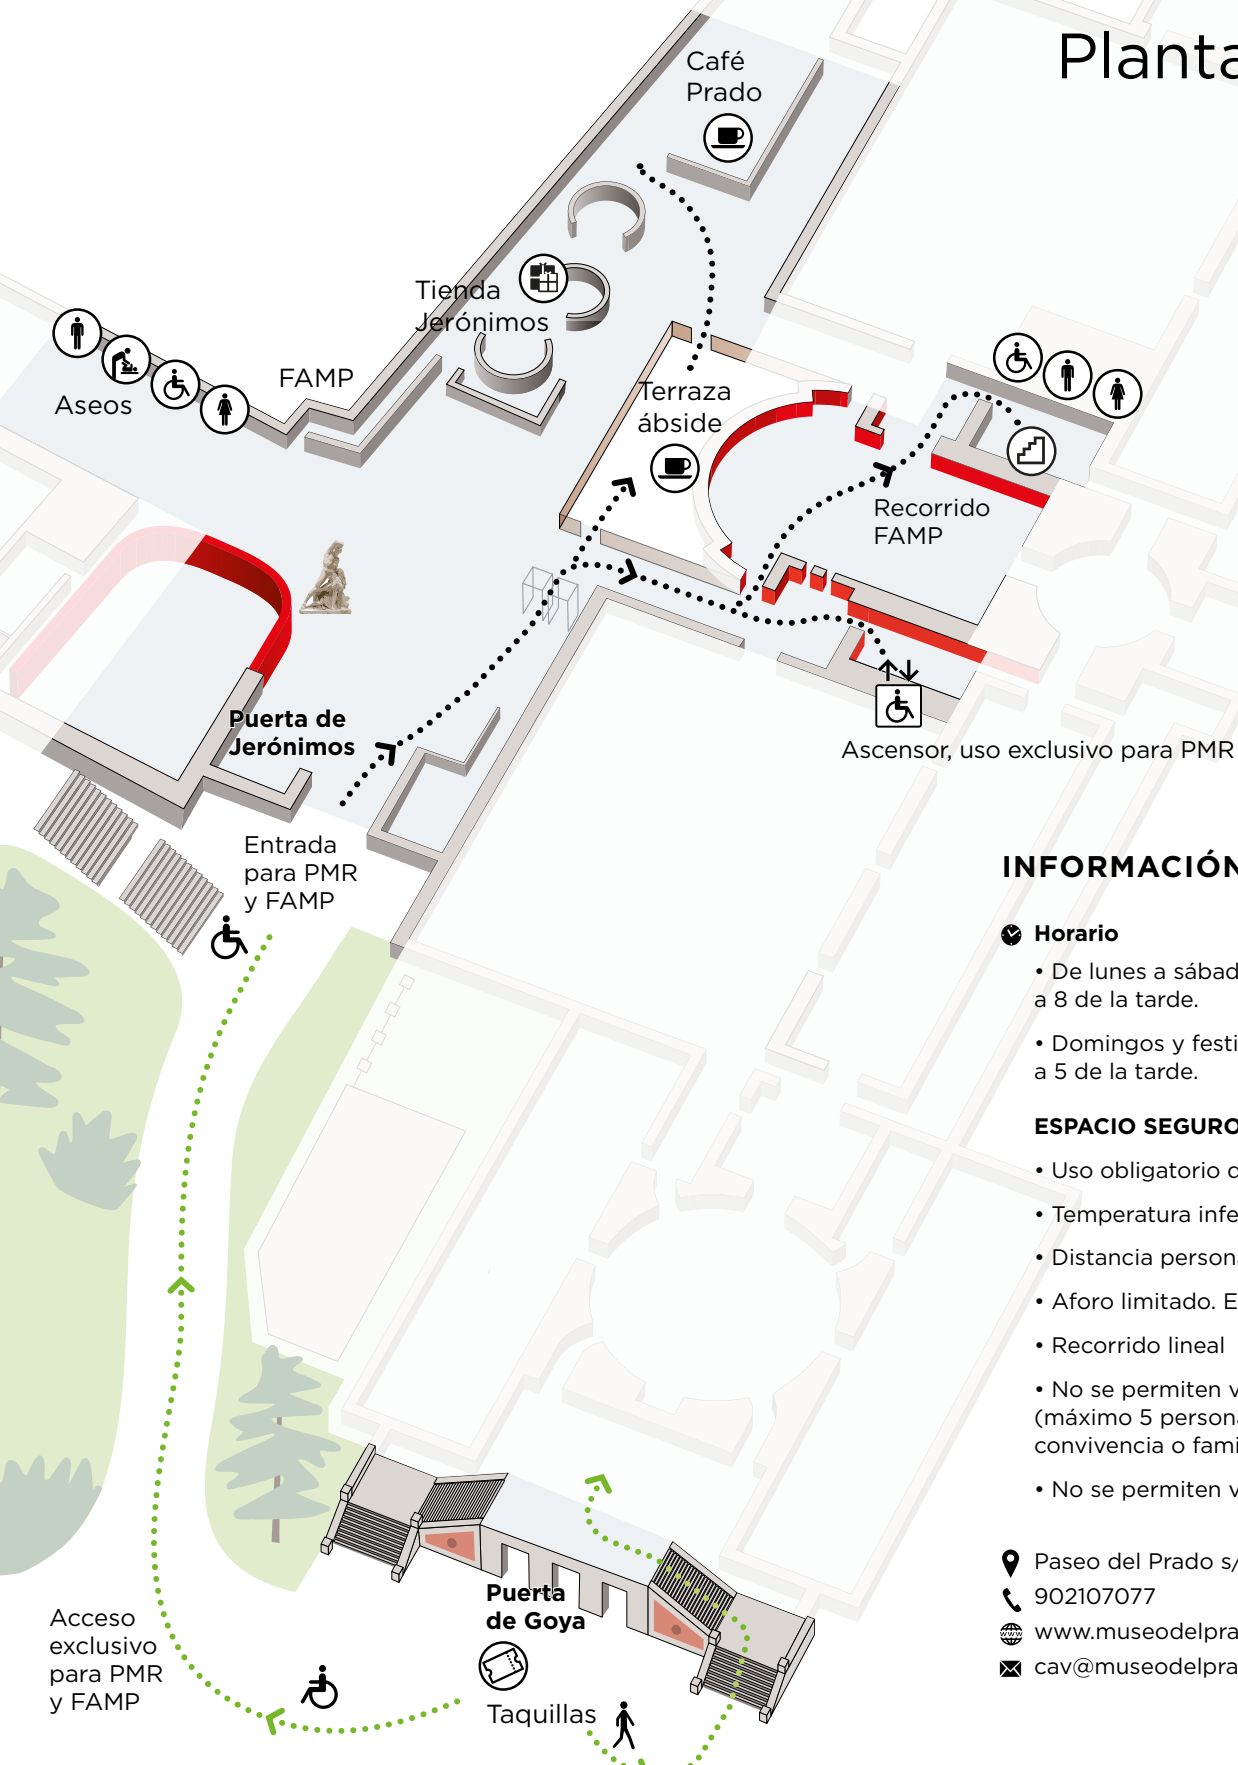 Planta
Café
Prado
Tienda
Jerónimos
FAMP
Aseos
Terraza
ábside
Recorrido
FAMP
Puerta de
Jerónimos
Ascensor, uso exclusivo para PMR
Entrada
para PMR
y FAMP
INFORMACIÓN
Horario
• De lunes a sábad
a 8 de la tarde.
• Domingos y festi
a 5 de la tarde.
ESPACIO SEGURO
• Uso obligatorio d
• Temperatura infe
• Distancia persona
• Aforo limitado. E
• Recorrido lineal
• No se permiten v
(máximo 5 persona
convivencia o fami
• No se permiten v
Paseo del Prado s/
902107077
www.museodelpra
cav@museodelpra
Puerta
de Goya
Taquillas
Acceso
exclusivo
para PMR
y FAMP